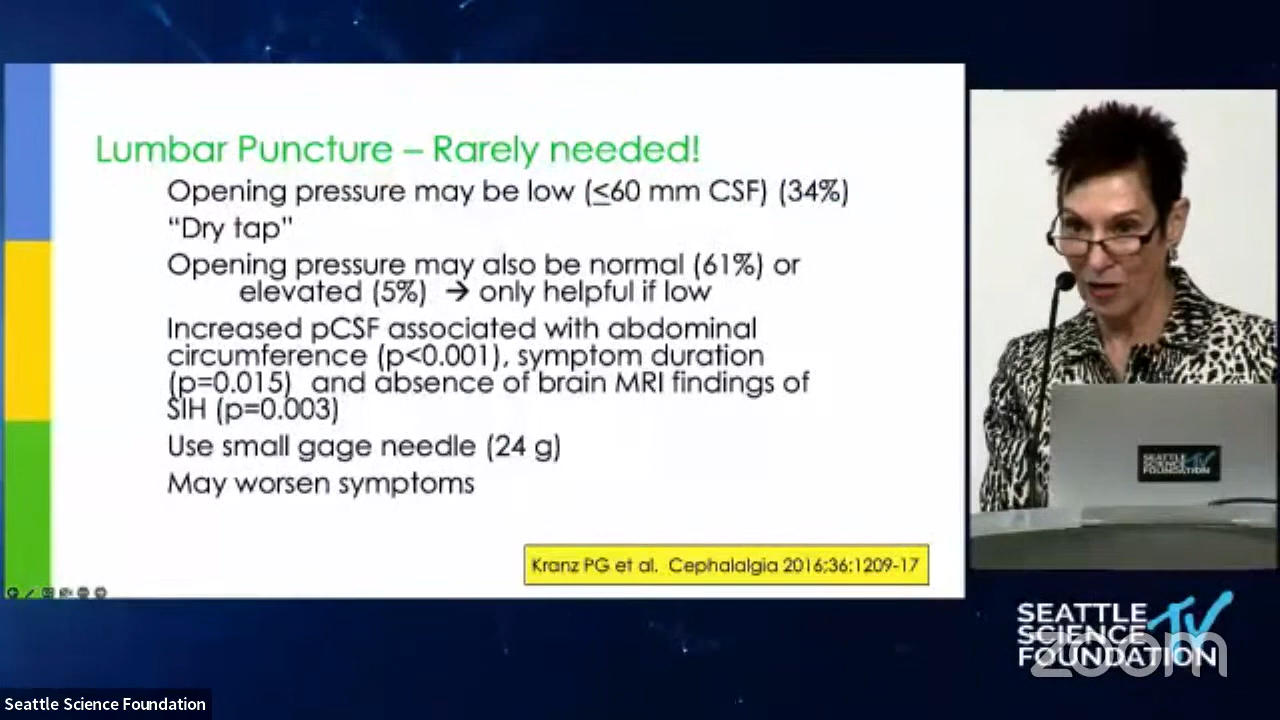 Lumbar Puncture – Rarely needed!
Opening pressure may be low (≤60 mm CSF) (34%)
“Dry tap”
Opening pressure may also be normal (61%) or
elevated (5%) → only helpful if low
Increased pCSF associated with abdominal
circumference (p<0.001), symptom duration
(p=0.015) and absence of brain MRI findings of
SIH (p=0.003)
Use small gage needle (24 g)
May worsen symptoms
Kranz PG et al. Cephalalgia 2016;36:1209-17
SEATTLE
SCIENCE TV
FOUNDATION
SEATTLE
SCIENCE TV
FOUNDATION
zoom
Seattle Science Foundation